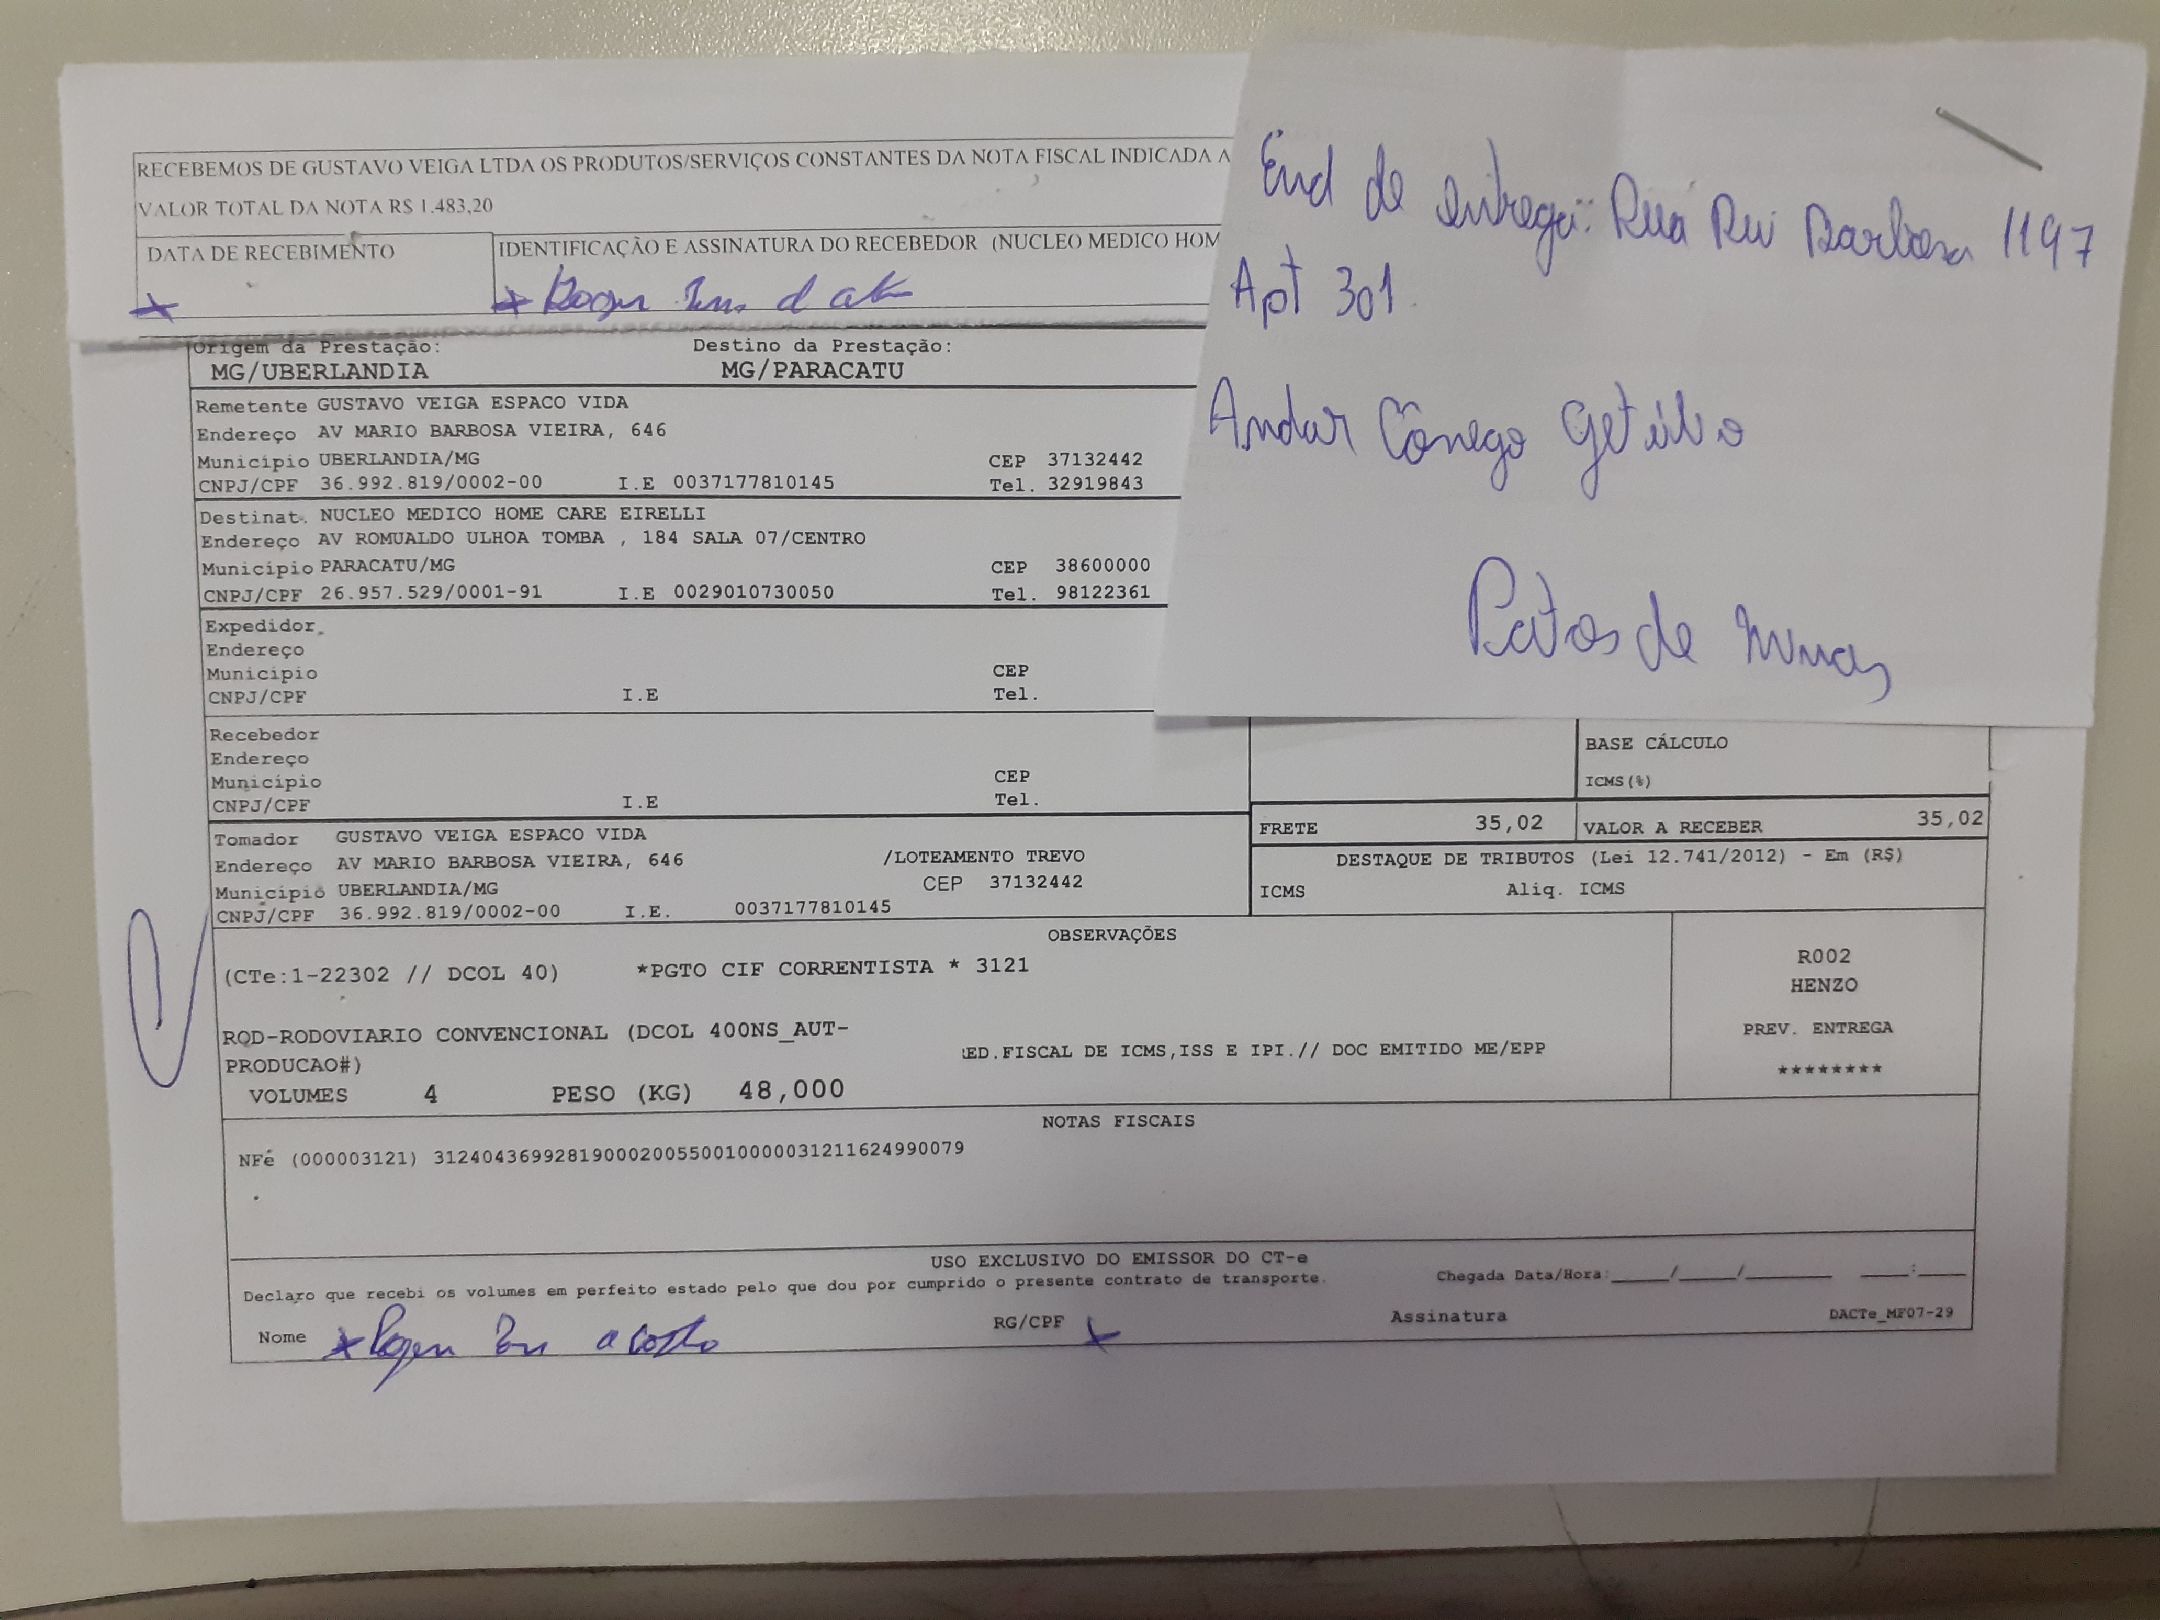 RECEBEMOS DE GUSTAVO VEIGA LTDA OS PRODUTOS/SERVIÇOS CONSTANTES DA NOTA FISCAL INDICADA A
VALOR TOTAL DA NOTA R$ 1.483,20
DATA DE RECEBIMENTO IDENTIFICAÇÃO E ASSINATURA DO RECEBEDOR (NUCLEO MEDICO HOM
End de entrega: Rua Rui Barbosa 1197
Apt 301
Andar Cônego Getúlio
Patos de Minas
Origem da Prestação: Destino da Prestação:
MG/UBERLANDIA MG/PARACATU
Remetente GUSTAVO VEIGA ESPACO VIDA
Endereço AV MARIO BARBOSA VIEIRA, 646
Município UBERLANDIA/MG CEP 37132442
CNPJ/CPF 36.992.819/0002-00 I.E 0037177810145 Tel. 32919843
Destinat. NUCLEO MEDICO HOME CARE EIRELLI
Endereço AV ROMUALDO ULHOA TOMBA , 184 SALA 07/CENTRO
Município PARACATU/MG CEP 38600000
CNPJ/CPF 26.957.529/0001-91 I.E 0029010730050 Tel. 98122361
Expedidor
Endereço
Município CEP
CNPJ/CPF I.E Tel.
Recebedor
Endereço
Município CEP
CNPJ/CPF I.E Tel.
BASE CÁLCULO
ICMS(%)
FRETE 35,02 VALOR A RECEBER 35,02
DESTAQUE DE TRIBUTOS (Lei 12.741/2012) - Em (R$)
ICMS Aliq. ICMS
Tomador GUSTAVO VEIGA ESPACO VIDA
Endereço AV MARIO BARBOSA VIEIRA, 646 /LOTEAMENTO TREVO
Município UBERLANDIA/MG CEP 37132442
CNPJ/CPF 36.992.819/0002-00 I.E. 0037177810145
OBSERVAÇÕES
(CTe:1-22302 // DCOL 40) *PGTO CIF CORRENTISTA * 3121
ROD-RODOVIARIO CONVENCIONAL (DCOL 400NS_AUT-
PRODUCAO#) ED.FISCAL DE ICMS,ISS E IPI.// DOC EMITIDO ME/EPP
VOLUMES 4 PESO (KG) 48,000
R002
HENZO
PREV. ENTREGA
********
NOTAS FISCAIS
NFe (000003121) 31240436992819000200550010000031211624990079
USO EXCLUSIVO DO EMISSOR DO CT-e
Declaro que recebi os volumes em perfeito estado pelo que dou por cumprido o presente contrato de transporte. Chegada Data/Hora:_____/_____/________ _____:_____
Nome RG/CPF Assinatura DACTe_MF07-29